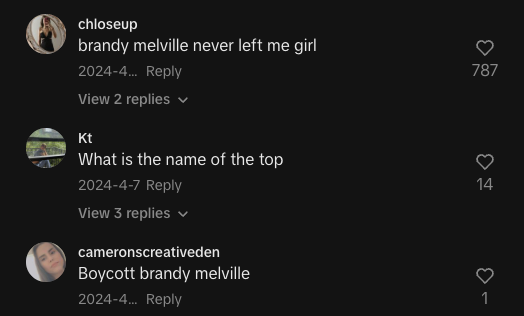 chloseup
brandy melville never left me girl
2024-4... Reply
787
View 2 replies
Kt
What is the name of the top
2024-4-7 Reply
14
View 3 replies
cameronscreativeden
Boycott brandy melville
2024-4... Reply
1